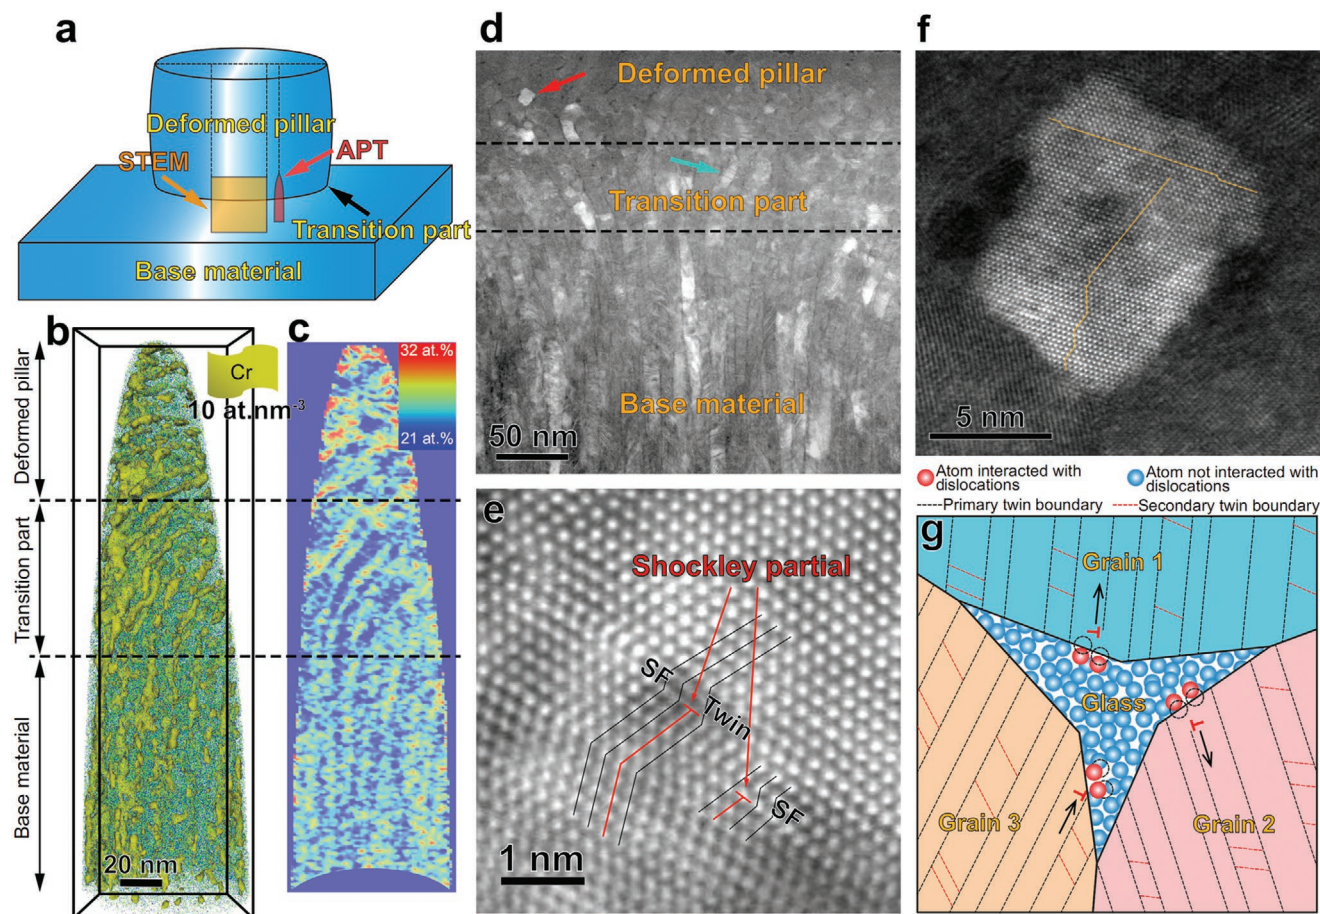 a
Deformed pillar
STEM
APT
Transition part
Base material
b
Deformed pillar
Transition part
Base material
Cr
10 at.nm-3
20 nm
c
32 at.%
21 at.%
d
Deformed pillar
Transition part
Base material
50 nm
e
Shockley partial
SF
Twin
SF
1 nm
f
5 nm
Atom interacted with
dislocations
Atom not interacted with
dislocations
Primary twin boundary
Secondary twin boundary
g
Grain 1
Glass
Grain 3
Grain 2